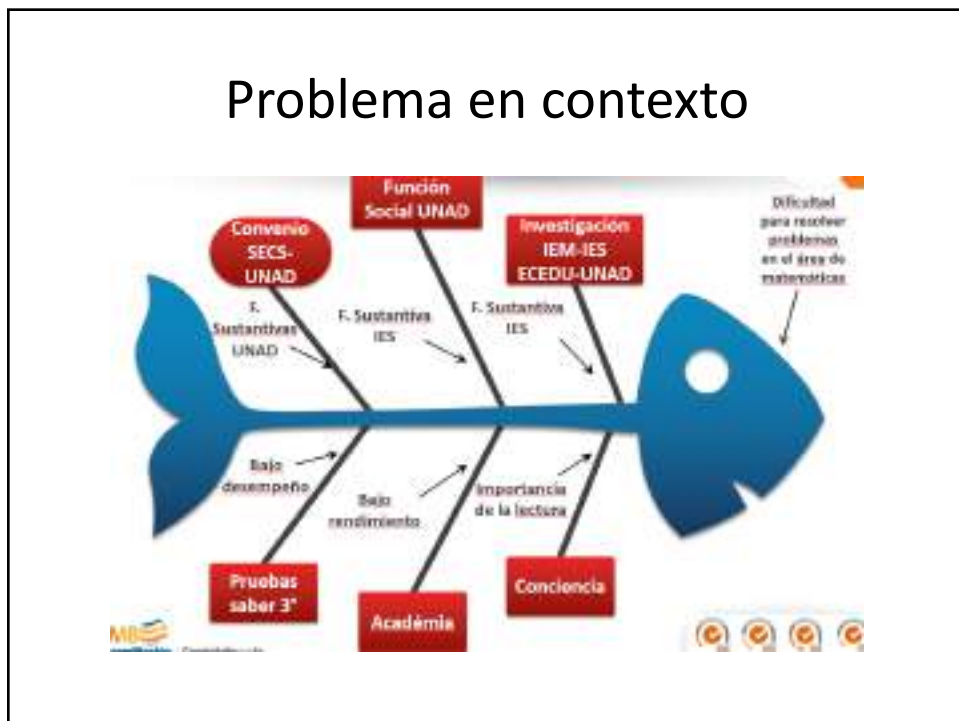 Problema en contexto
Función
Social UNAD
Convenio
SECS-
UNAD
Investigación
IEM-IES
ECEDU-UNAD
Dificultad
para resolver
problemas
en el área de
matemáticas
F.
Sustantivas
UNAD
F. Sustantiva
IES
F. Sustantiva
IES
Bajo
desempeño
Bajo
rendimiento
Importancia
de la lectura
Pruebas
saber 3°
Académia
Conciencia